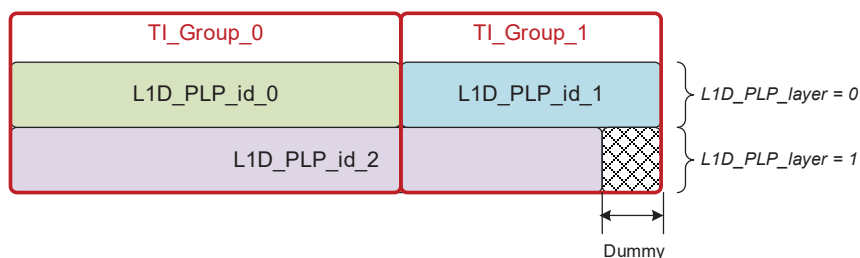 TI_Group_0 TI_Group_1
L1D_PLP_id_0 L1D_PLP_id_1 L1D_PLP_layer = 0
L1D_PLP_id_2 L1D_PLP_layer = 1
Dummy